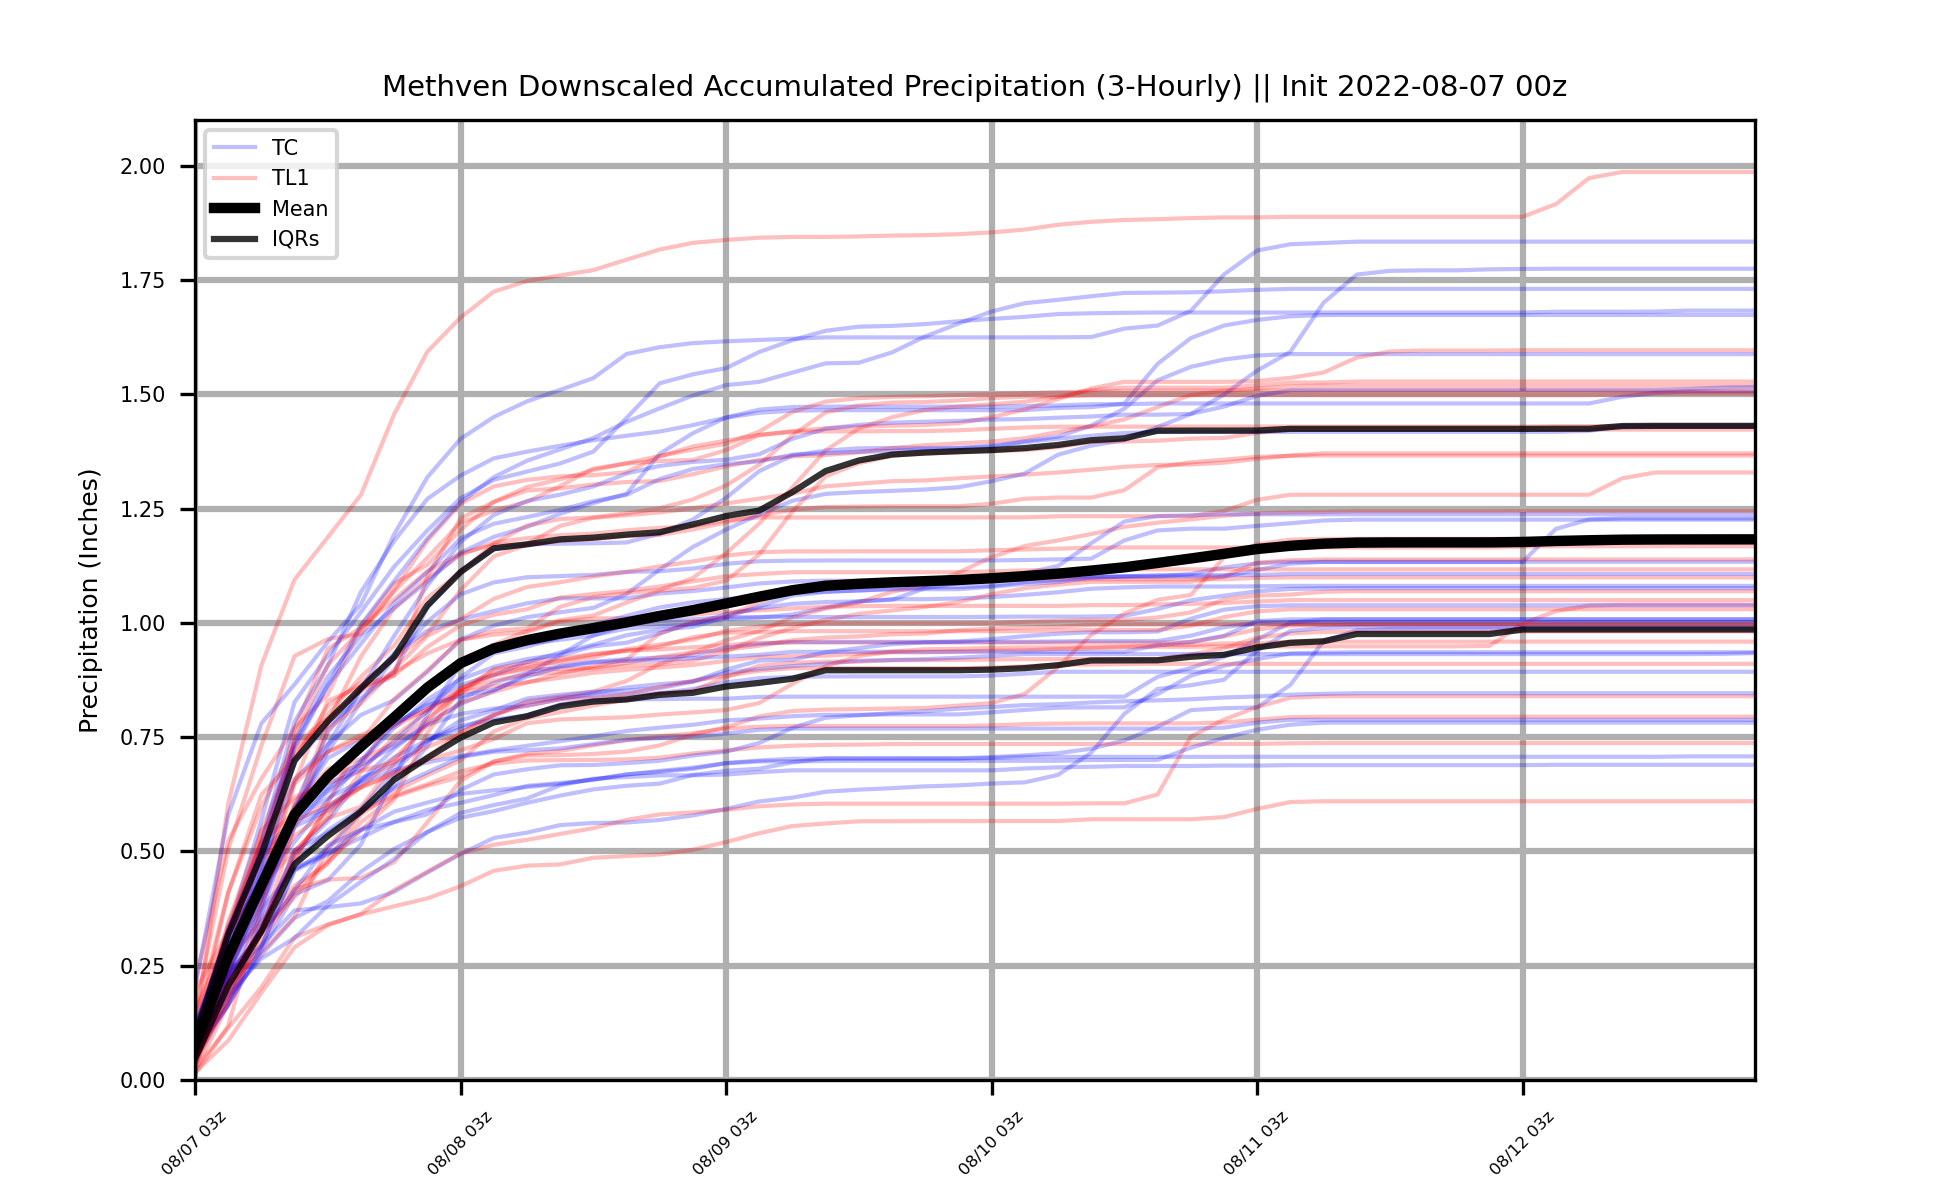 Methven Downscaled Accumulated Precipitation (3-Hourly) || Init 2022-08-07 00z
TC
TL1
Mean
IQRs
Precipitation (Inches)
2.00
1.75
1.50
1.25
1.00
0.75
0.50
0.25
0.00
08/07 03z
08/08 03z
08/09 03z
08/10 03z
08/11 03z
08/12 03z